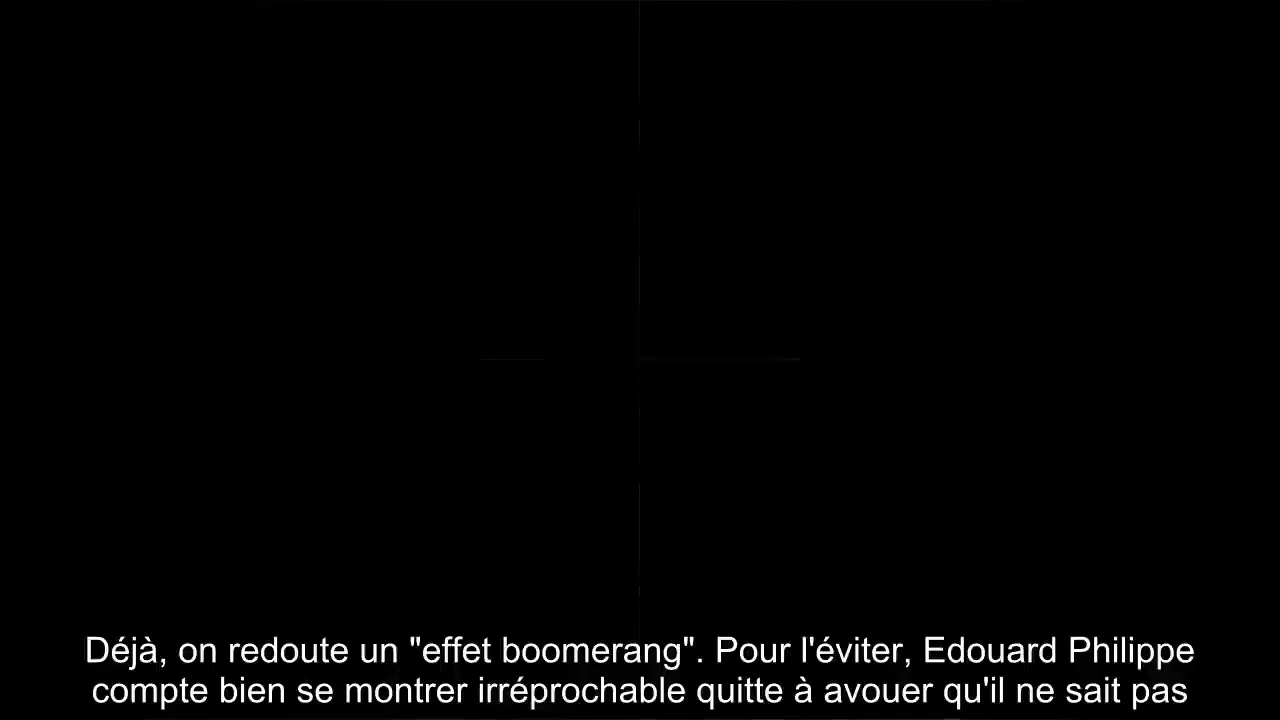 Déjà, on redoute un "effet boomerang". Pour l'éviter, Edouard Philippe
compte bien se montrer irréprochable quitte à avouer qu'il ne sait pas